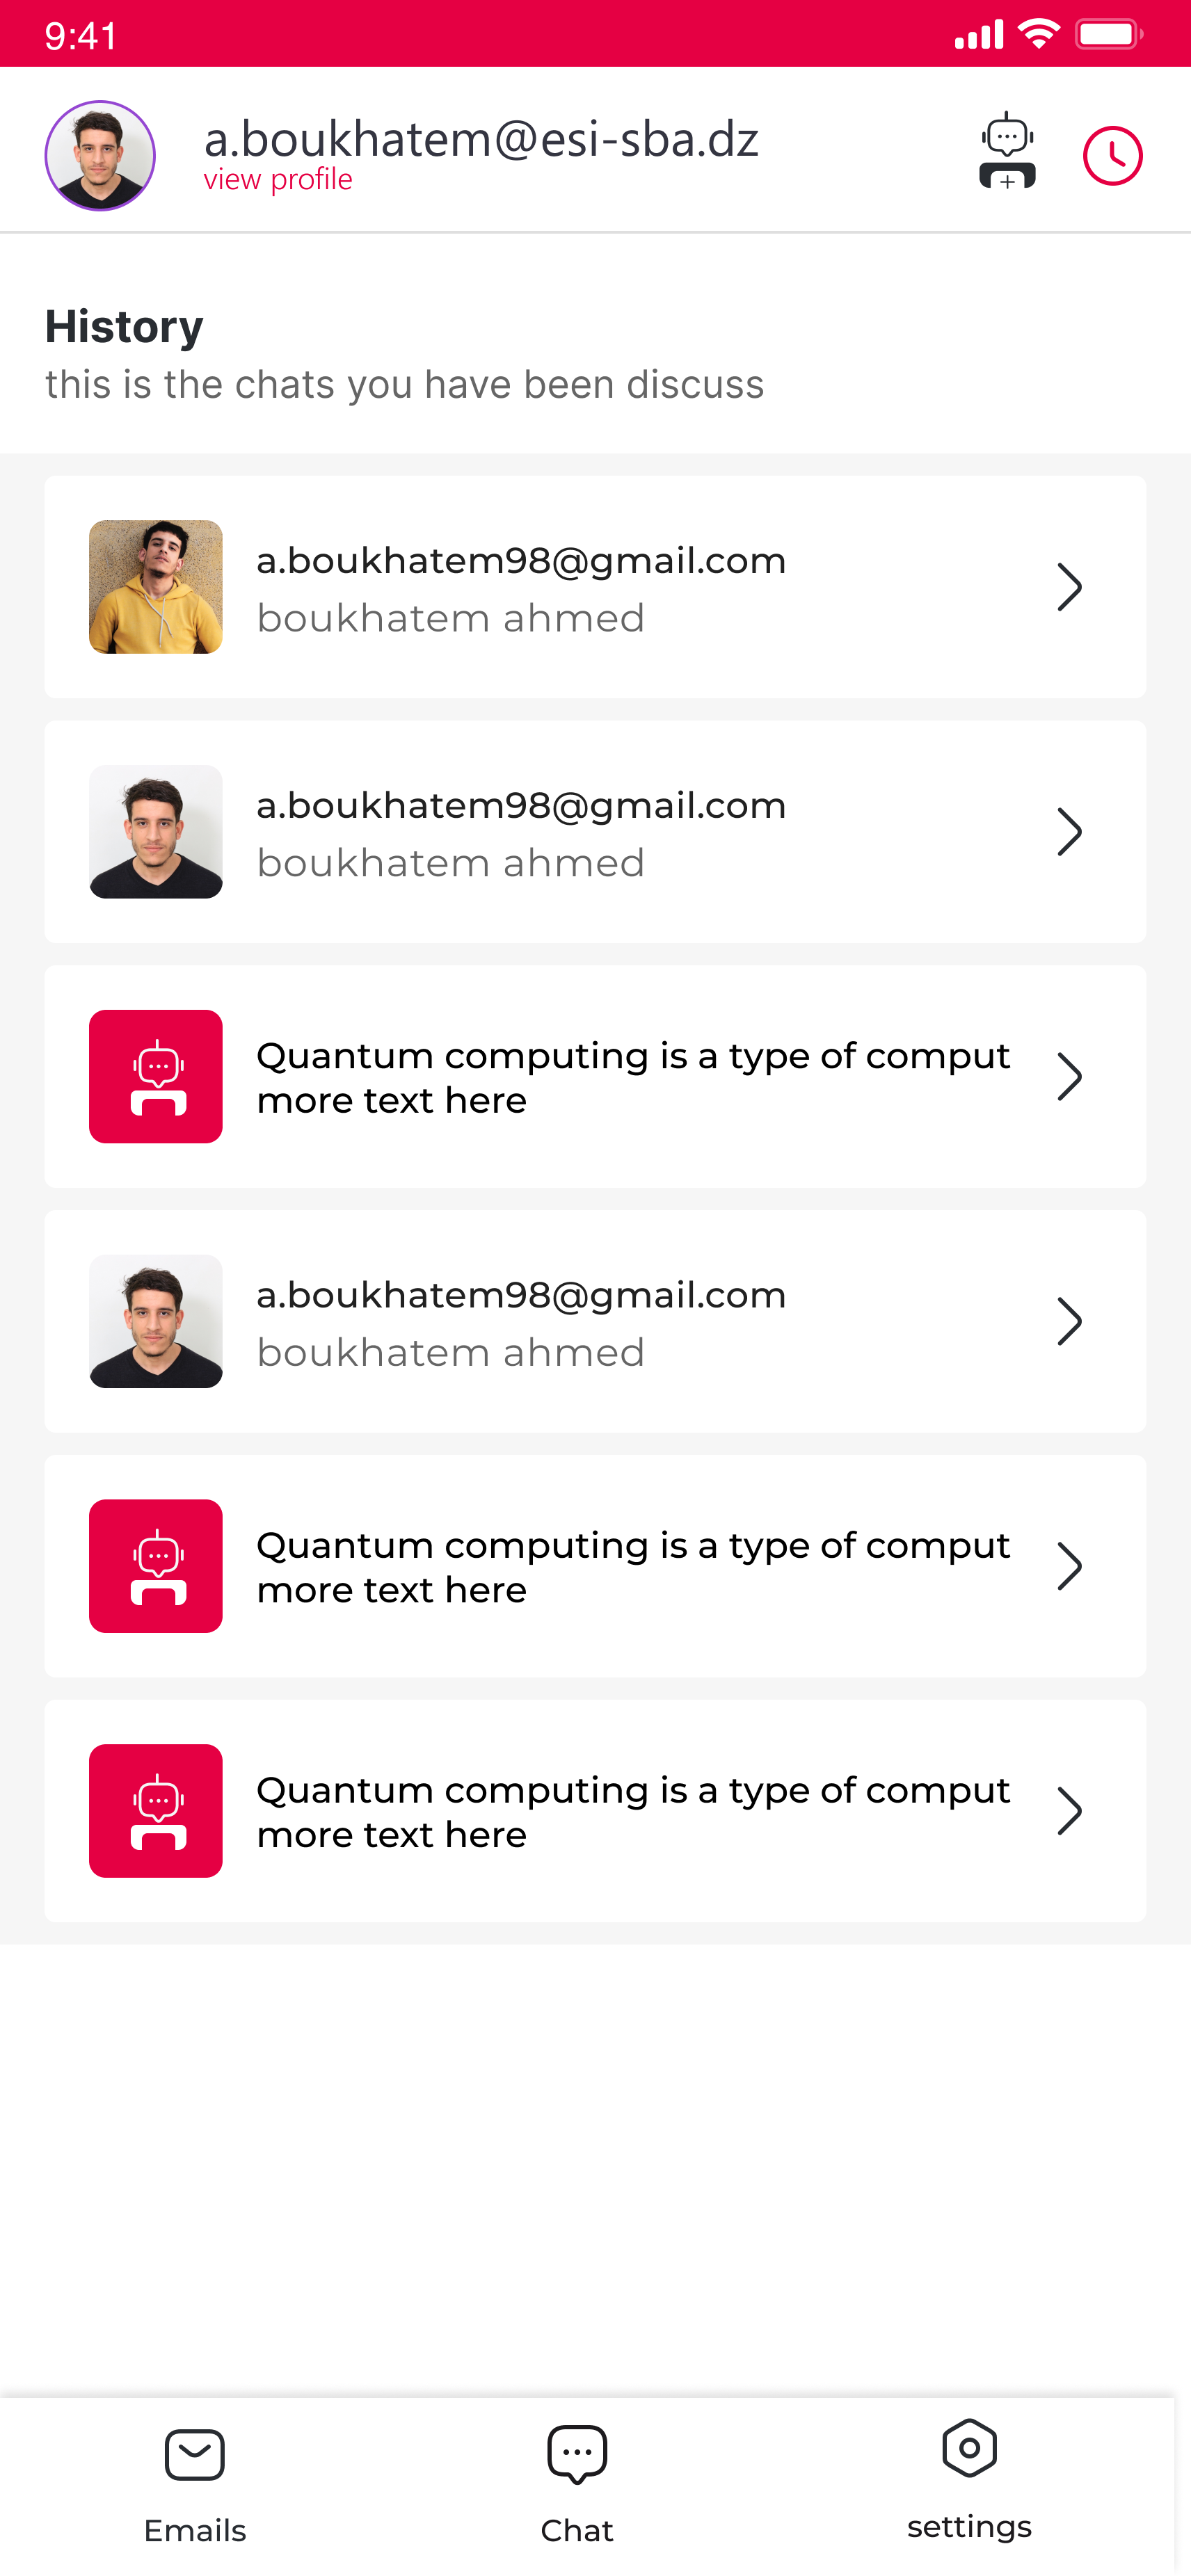 9:41
a.boukhatem@esi-sba.dz
view profile
History
this is the chats you have been discuss
a.boukhatem98@gmail.com
boukhatem ahmed
a.boukhatem98@gmail.com
boukhatem ahmed
Quantum computing is a type of comput
more text here
a.boukhatem98@gmail.com
boukhatem ahmed
Quantum computing is a type of comput
more text here
Quantum computing is a type of comput
more text here
Emails
Chat
settings